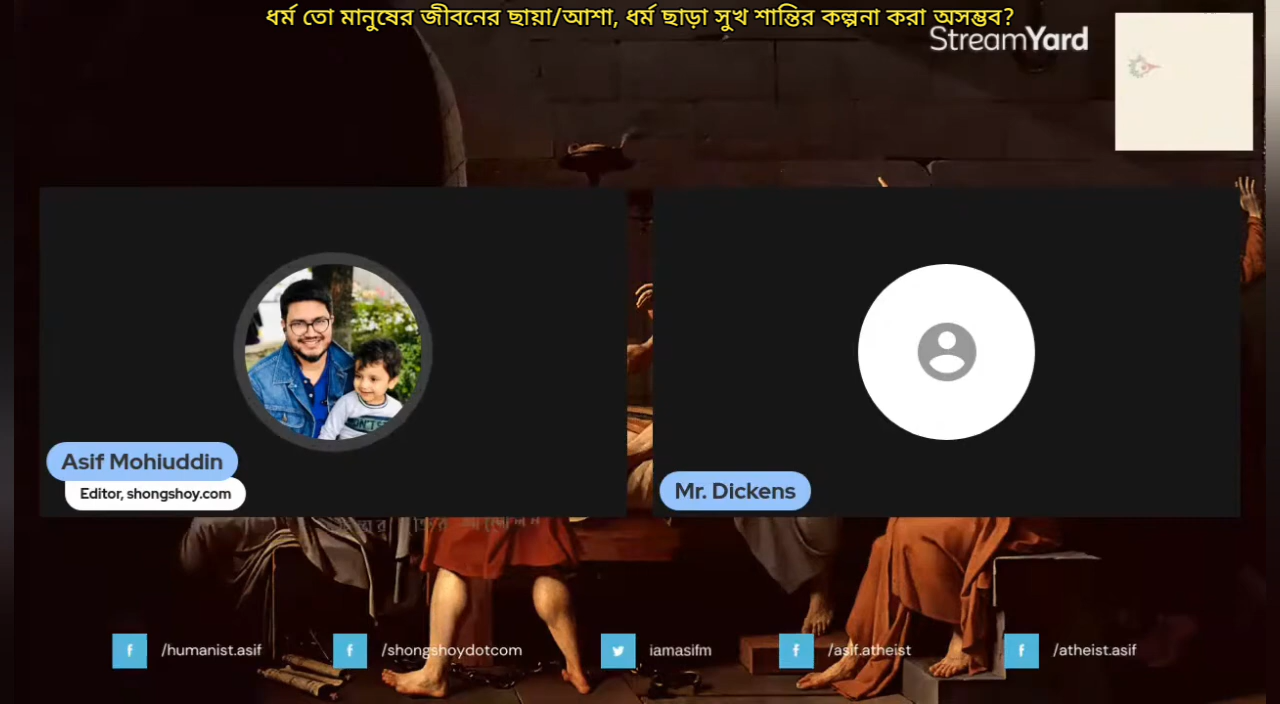 ধর্ম তো মানুষের জীবনের ছায়া/আশা, ধর্ম ছাড়া সুখ শান্তির কল্পনা করা অসম্ভব?
StreamYard
Asif Mohiuddin
Editor, shongshoy.com
Mr. Dickens
/humanist.asif
/shongshoydotcom
iamasifm
/asif.atheist
/atheist.asif